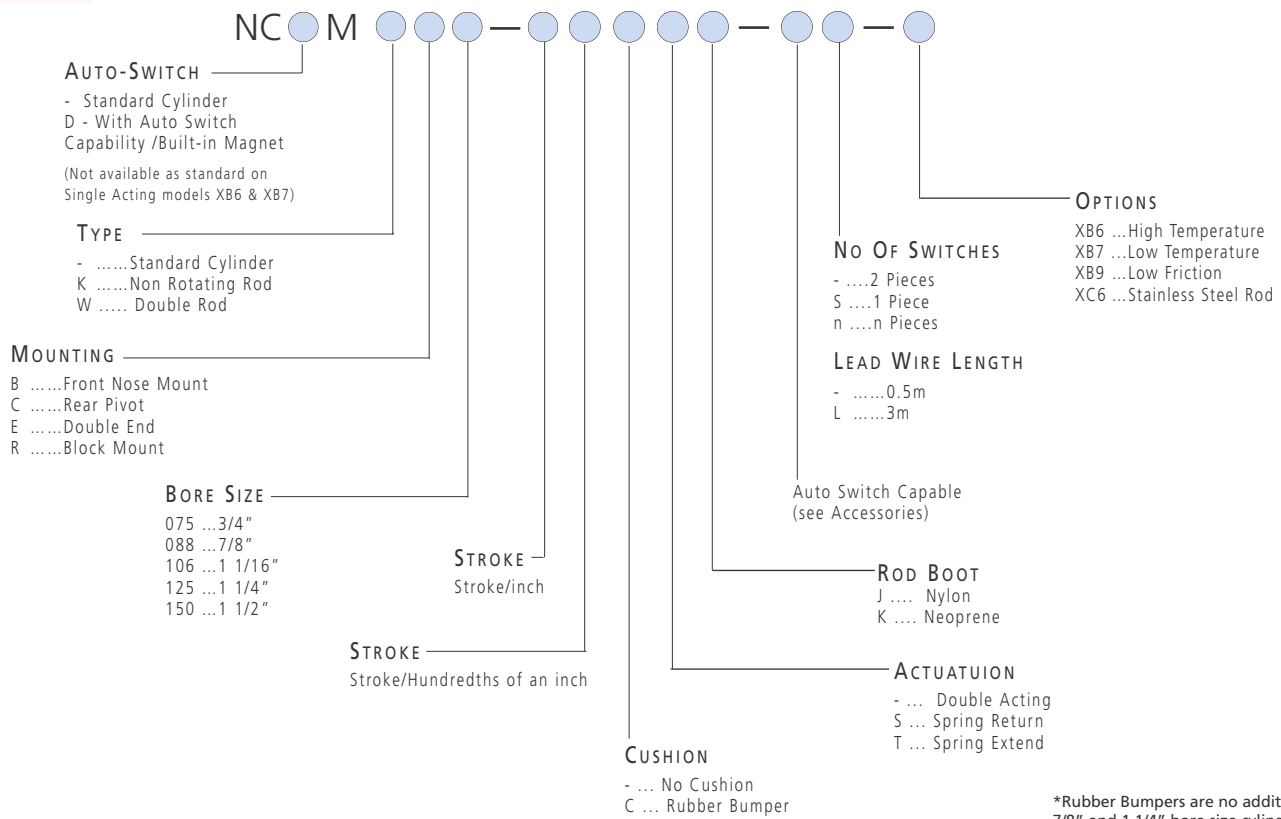 NC M — — —
AUTO-SWITCH
- Standard Cylinder
D - With Auto Switch
Capability /Built-in Magnet
(Not available as standard on
Single Acting models XB6 & XB7)
TYPE
- ......Standard Cylinder
K ......Non Rotating Rod
W ..... Double Rod
MOUNTING
B ......Front Nose Mount
C ......Rear Pivot
E ......Double End
R ......Block Mount
BORE SIZE
075 ...3/4"
088 ...7/8"
106 ...1 1/16"
125 ...1 1/4"
150 ...1 1/2"
STROKE
Stroke/inch
STROKE
Stroke/Hundredths of an inch
CUSHION
- ... No Cushion
C ... Rubber Bumper
ACTUATUION
- ... Double Acting
S ... Spring Return
T ... Spring Extend
ROD BOOT
J .... Nylon
K .... Neoprene
Auto Switch Capable
(see Accessories)
NO OF SWITCHES
- ....2 Pieces
S ....1 Piece
n ....n Pieces
LEAD WIRE LENGTH
- ......0.5m
L ......3m
OPTIONS
XB6 ...High Temperature
XB7 ...Low Temperature
XB9 ...Low Friction
XC6 ...Stainless Steel Rod
*Rubber Bumpers are no addit
7/8" and 1 1/4" bore size